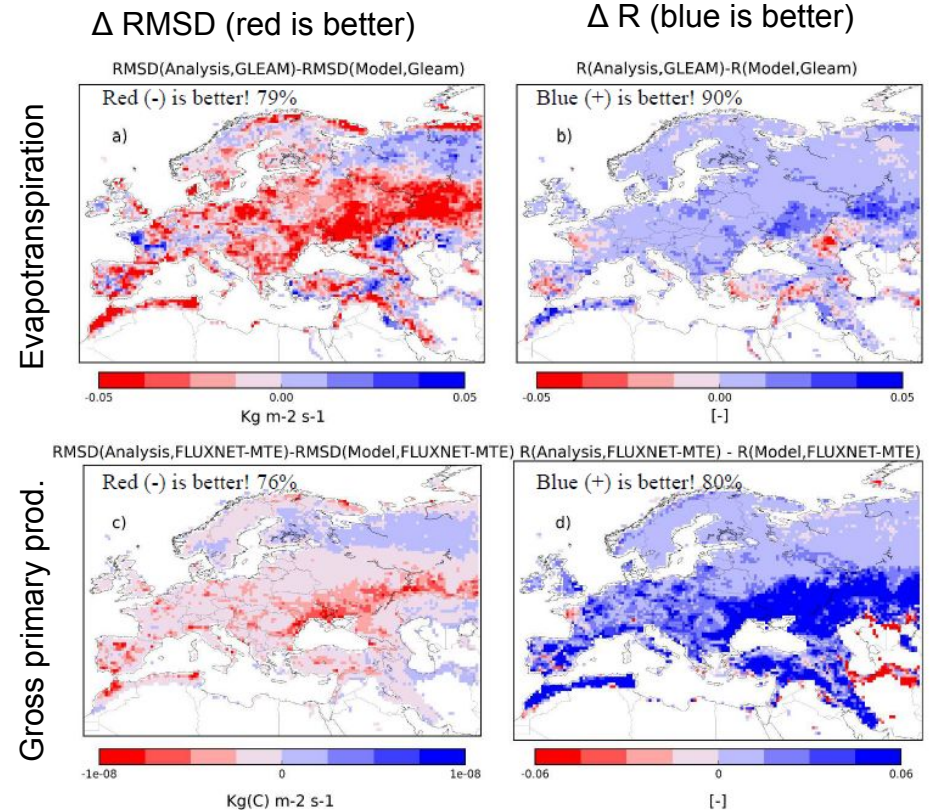 Δ RMSD (red is better)
Δ R (blue is better)
Evapotranspiration
RMSD(Analysis,GLEAM)-RMSD(Model,Gleam)
Red (-) is better! 79%
a)
-0.05
0.00
0.05
Kg m-2 s-1
R(Analysis,GLEAM)-R(Model,Gleam)
Blue (+) is better! 90%
b)
-0.05
0.00
0.05
[-]
Gross primary prod.
RMSD(Analysis,FLUXNET-MTE)-RMSD(Model,FLUXNET-MTE)
Red (-) is better! 76%
c)
-1e-08
0
1e-08
Kg(C) m-2 s-1
R(Analysis,FLUXNET-MTE) - R(Model,FLUXNET-MTE)
Blue (+) is better! 80%
d)
-0.06
0
0.06
[-]